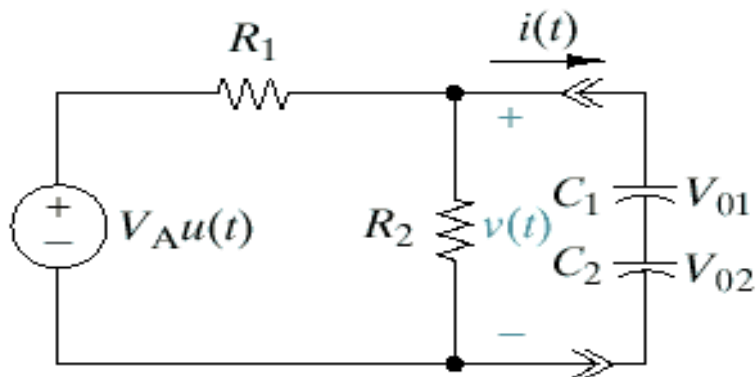 i(t)
R₁
+
+
−
V_A u(t)
R₂
v(t)
C₁
V₀₁
C₂
V₀₂
−